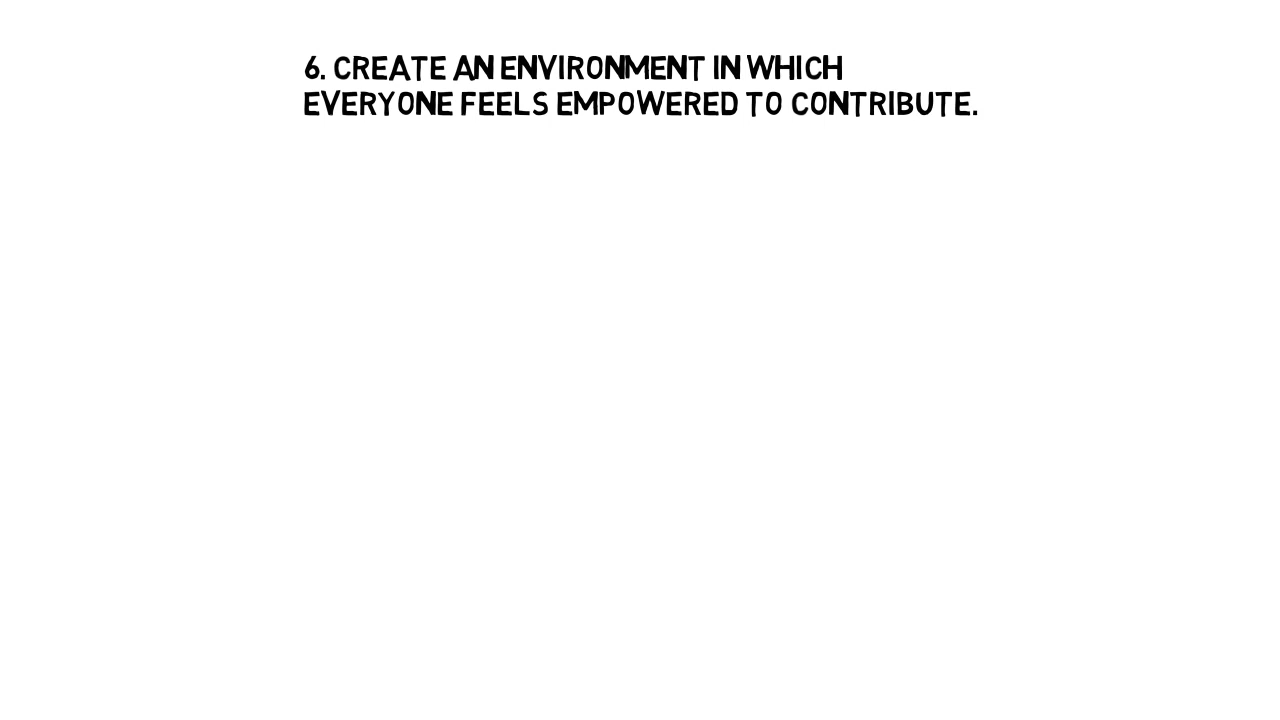 6. CREATE AN ENVIRONMENT IN WHICH
EVERYONE FEELS EMPOWERED TO CONTRIBUTE.